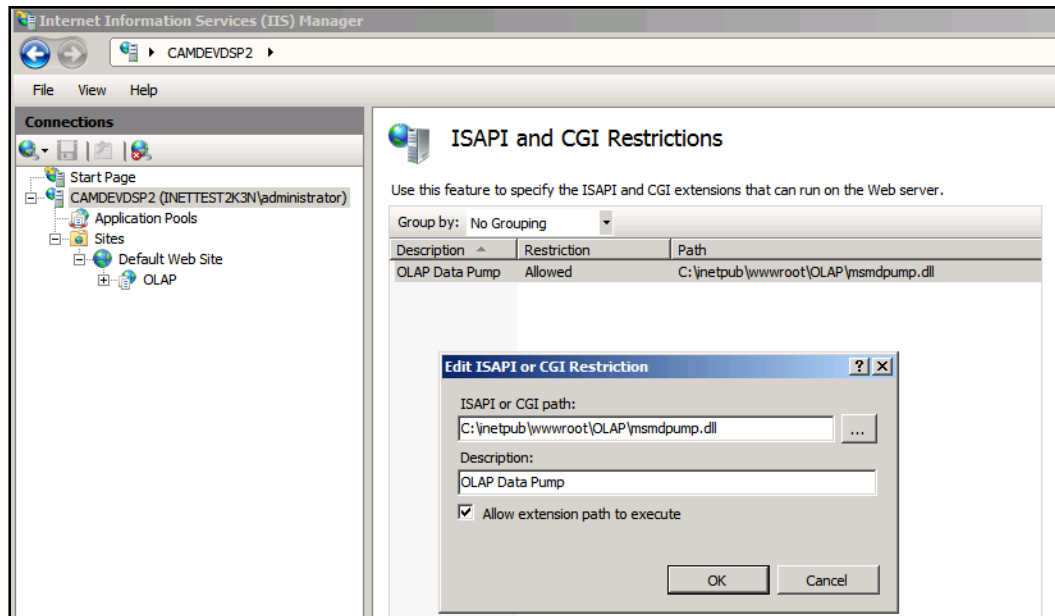 Internet Information Services (IIS) Manager
CAMDEVDSP2
File View Help
Connections
Start Page
CAMDEVDSP2 (INETTEST2K3N\administrator)
Application Pools
Sites
Default Web Site
OLAP
ISAPI and CGI Restrictions
Use this feature to specify the ISAPI and CGI extensions that can run on the Web server.
Group by: No Grouping
Description Restriction Path
OLAP Data Pump Allowed C:\inetpub\wwwroot\OLAP\msmdpump.dll
Edit ISAPI or CGI Restriction
ISAPI or CGI path:
C:\inetpub\wwwroot\OLAP\msmdpump.dll
...
Description:
OLAP Data Pump
Allow extension path to execute
OK Cancel